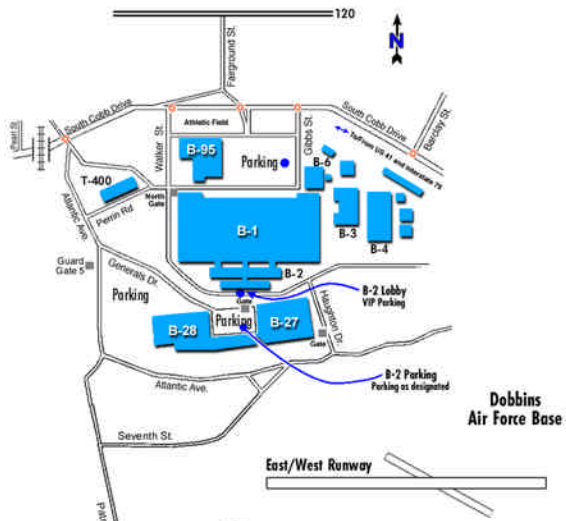 120
N
Fairground St.
South Cobb Drive
Pearl St
Athletic Field
Walker St.
Gibbs St.
South Cobb Drive
Barclay St.
To/From US 41 and Interstate 75
B-95
Parking
B-6
T-400
North
Gate
Perrin Rd
B-1
B-3
B-4
Atlantic Ave.
B-2
Guard
Gate 5
Generals Dr.
Parking
Gate
B-2 Lobby
VIP Parking
Haughton Dr.
Parking
B-28
B-27
Gate
B-2 Parking
Parking as designated
Atlantic Ave.
Dobbins
Air Force Base
Seventh St.
East/West Runway